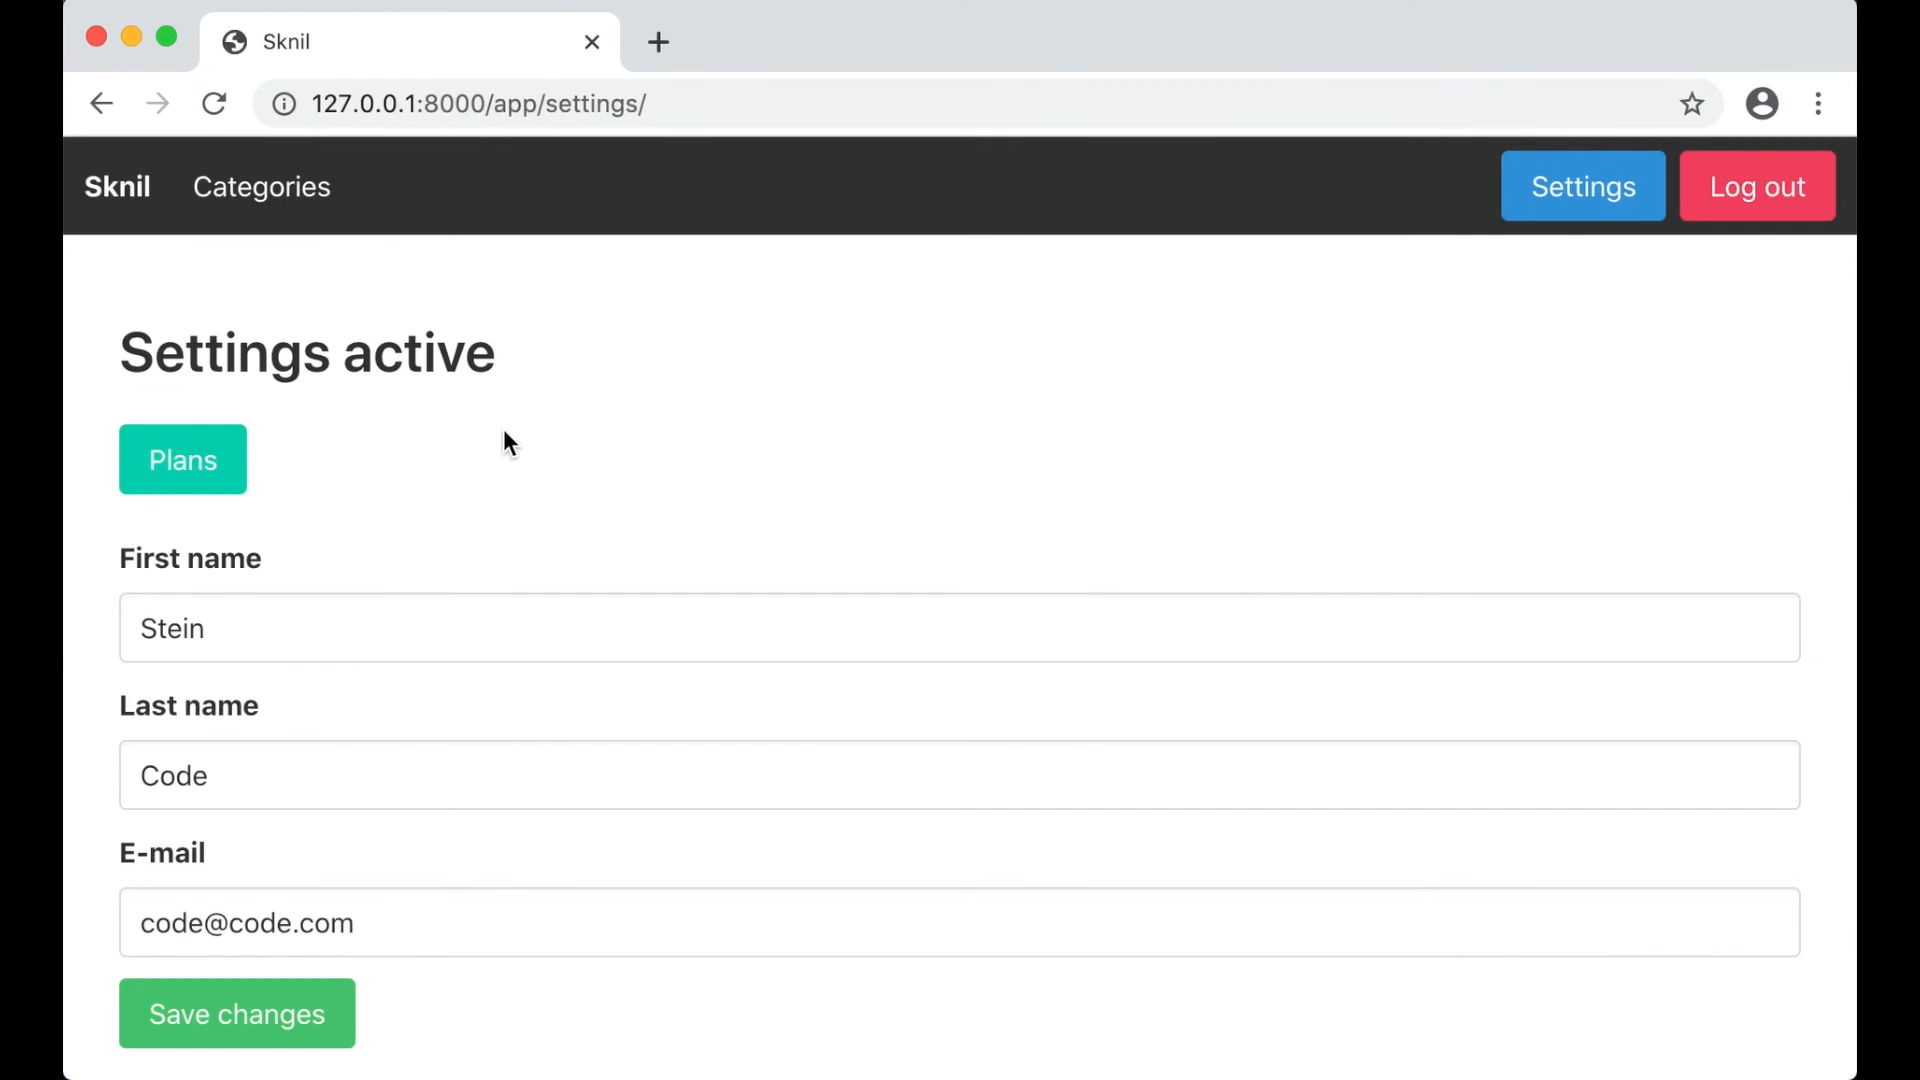 Sknil
127.0.0.1:8000/app/settings/
Sknil Categories Settings Log out
Settings active
Plans
First name
Stein
Last name
Code
E-mail
code@code.com
Save changes